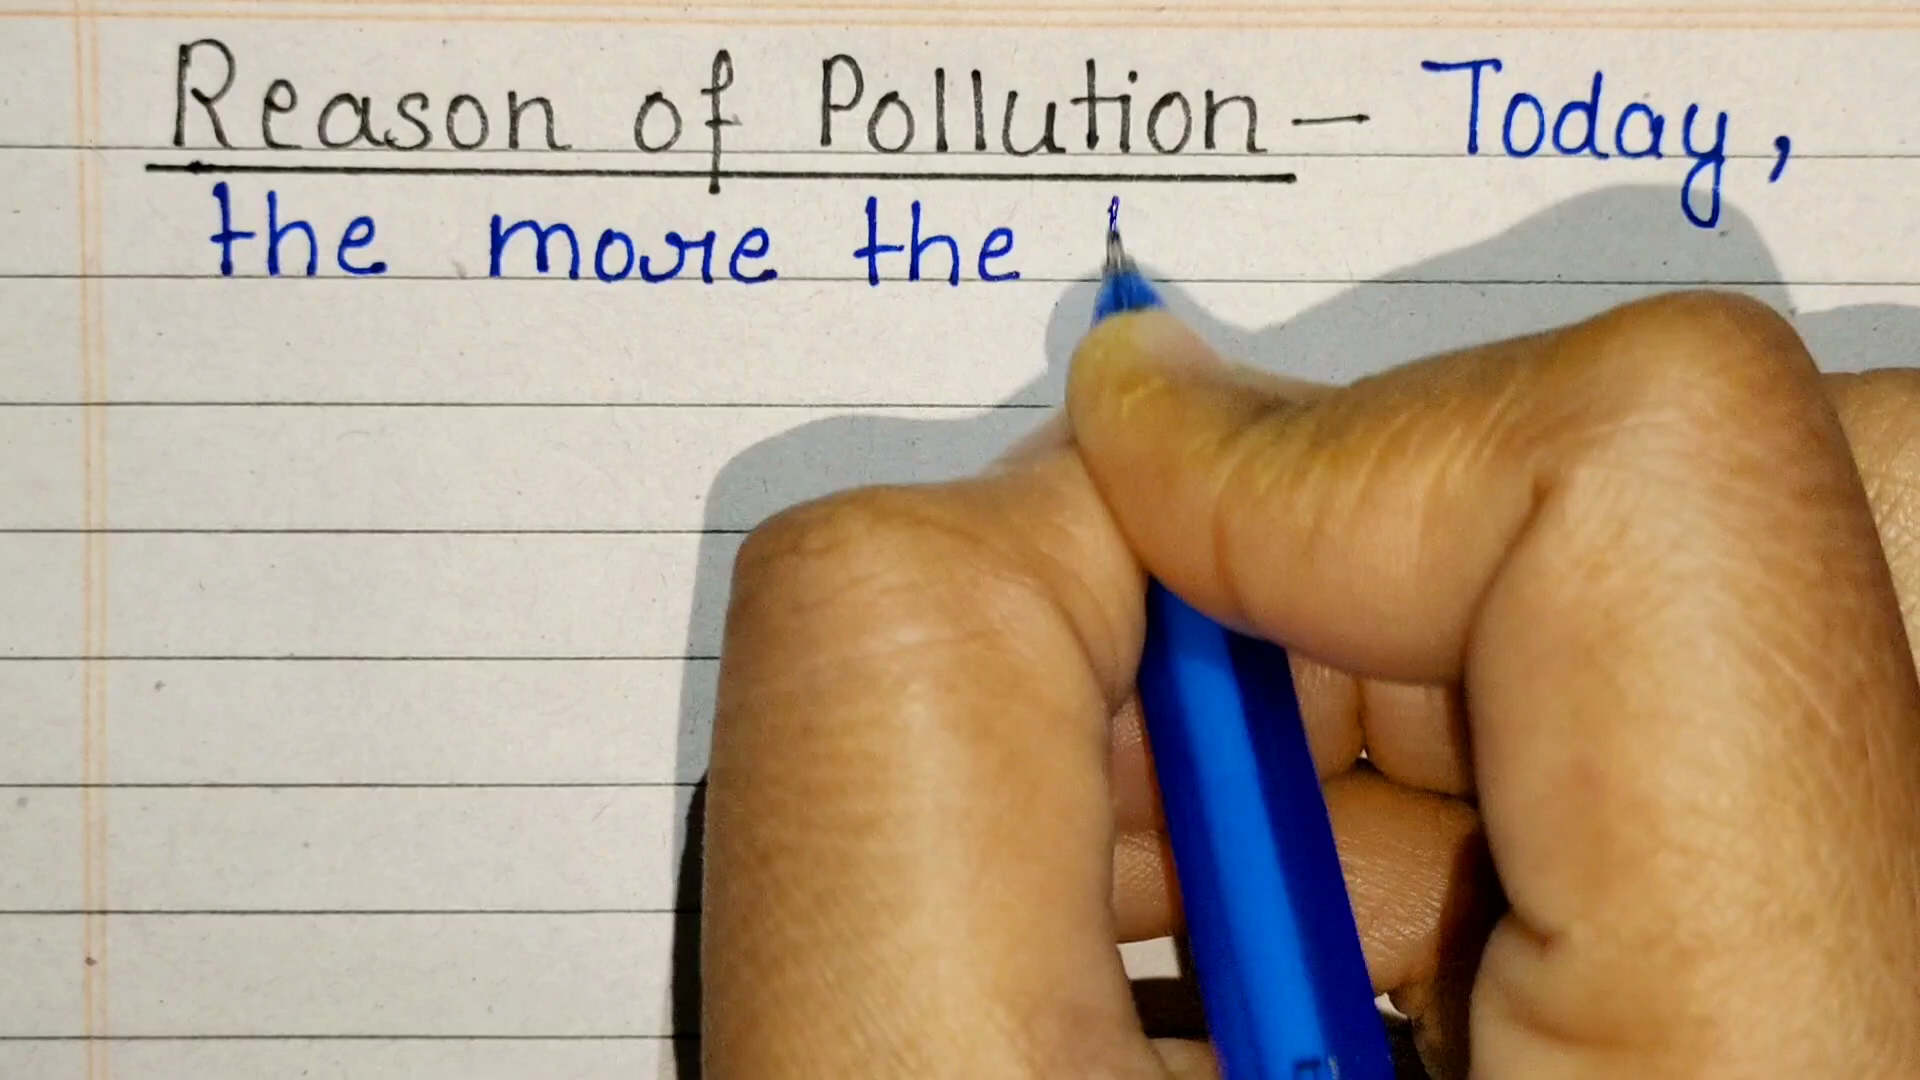 Reason of Pollution — Today,
the more the